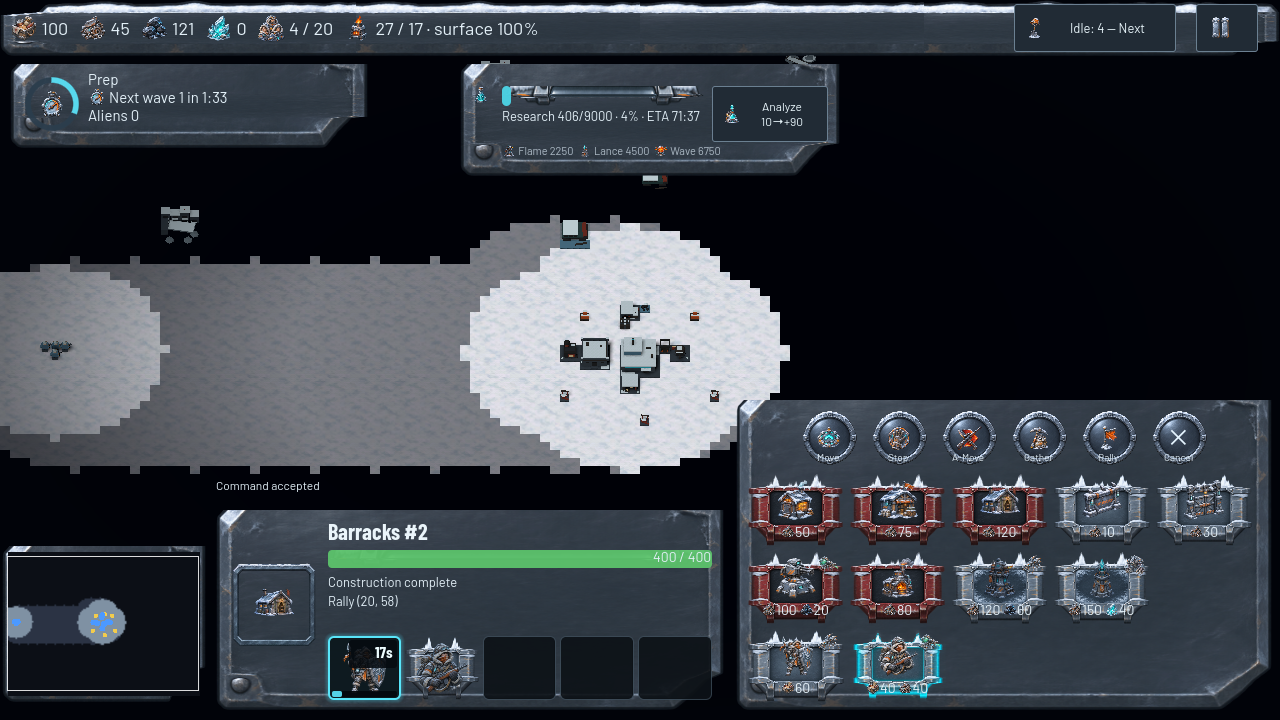 100
45
121
0
4 / 20
27 / 17 · surface 100%
Idle: 4 — Next
Prep
Next wave 1 in 1:33
Aliens 0
Research 406/9000 · 4% · ETA 71:37
Analyze
10→+90
Flame 2250
Lance 4500
Wave 6750
Command accepted
Move
Stop
A-Move
Gather
Rally
Cancel
50
75
120
10
30
100 20
80
120 80
150 40
60
40 40
Barracks #2
400 / 400
Construction complete
Rally (20, 58)
17s